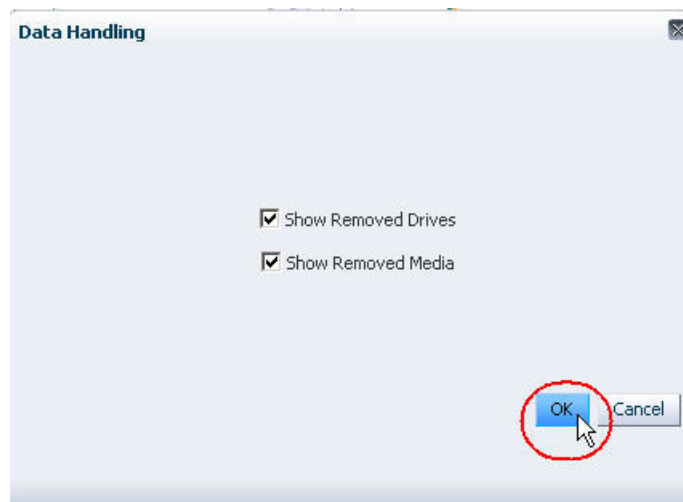 Data Handling
Show Removed Drives
Show Removed Media
OK Cancel